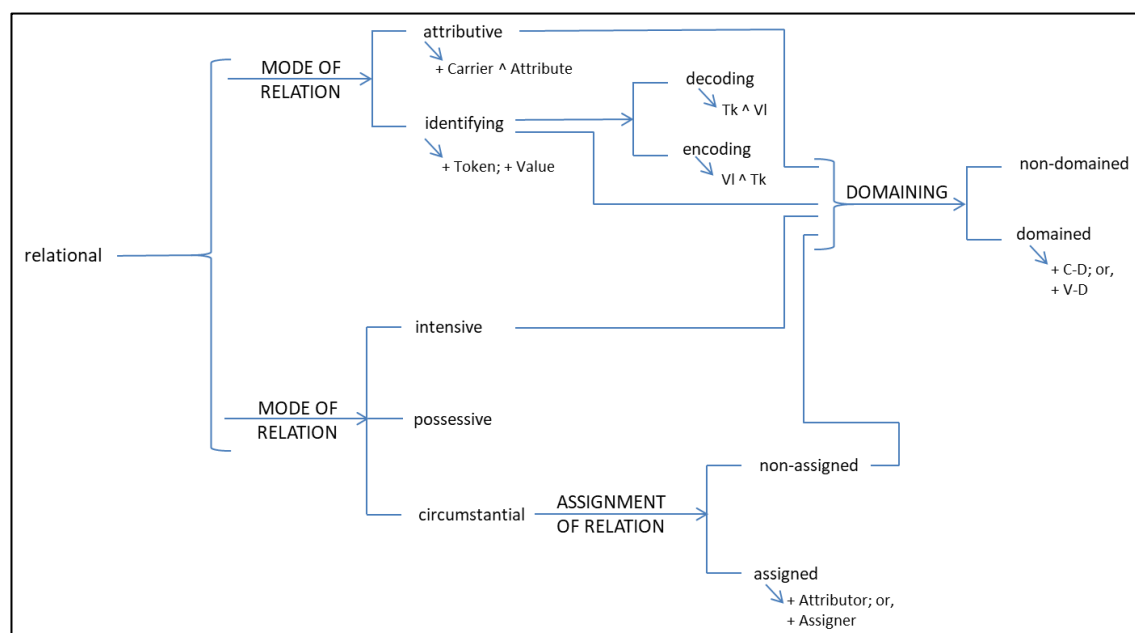 attributive
+ Carrier ^ Attribute
MODE OF
RELATION
decoding
Tk ^ Vl
identifying
+ Token; + Value
encoding
Vl ^ Tk
non-domained
DOMAINING
domained
+ C-D; or,
+ V-D
relational
intensive
MODE OF
RELATION
possessive
non-assigned
circumstantial
ASSIGNMENT
OF RELATION
assigned
+ Attributor; or,
+ Assigner